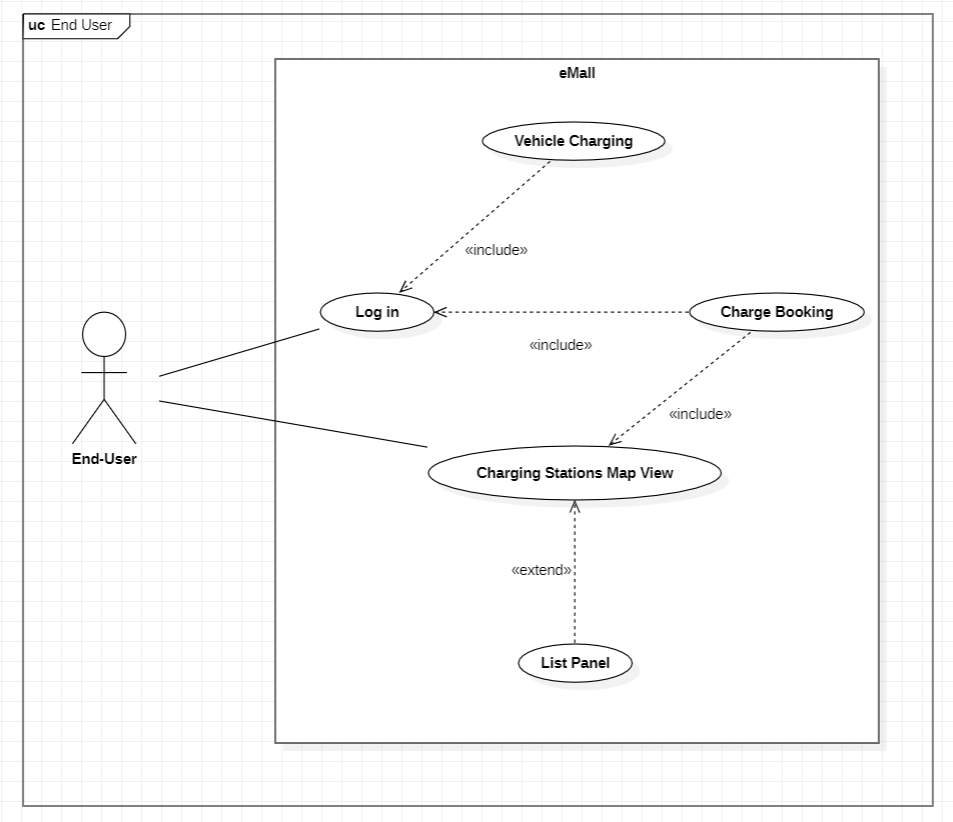 uc End User
eMall
Vehicle Charging
«include»
Log in
Charge Booking
«include»
«include»
End-User
Charging Stations Map View
«extend»
List Panel